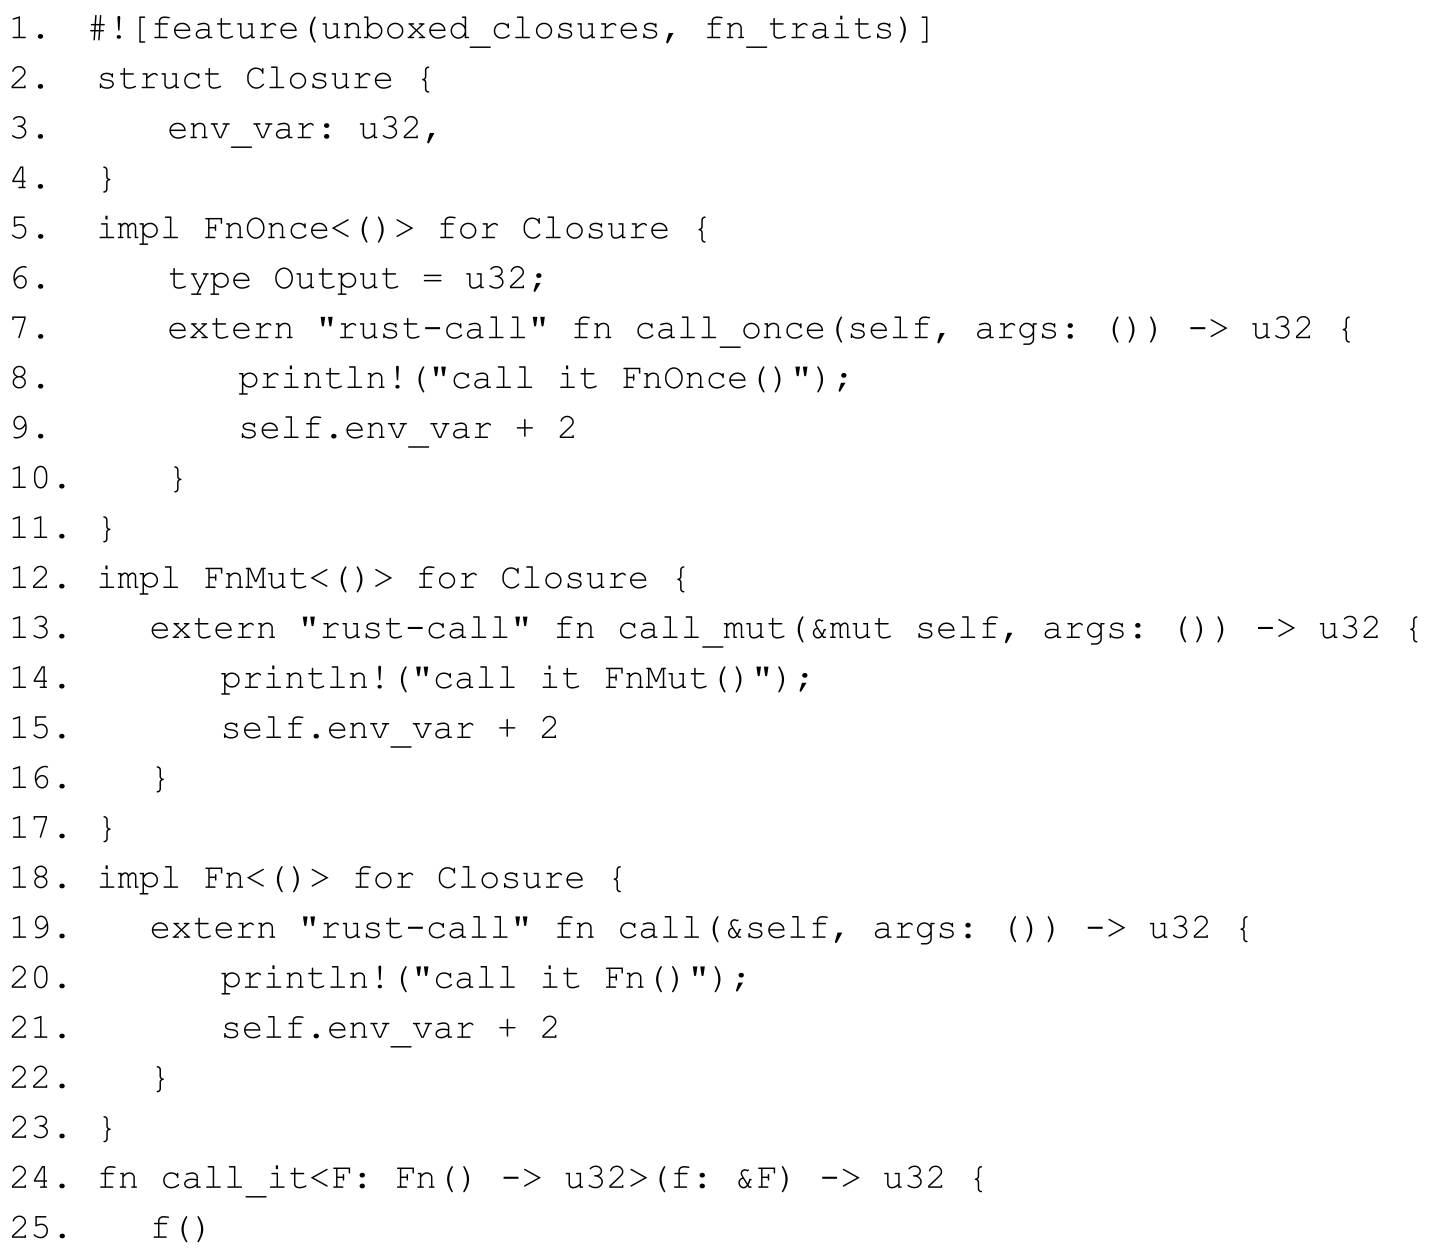 1. #![feature(unboxed_closures, fn_traits)]
2. struct Closure {
3.     env_var: u32,
4. }
5. impl FnOnce<()> for Closure {
6.     type Output = u32;
7.     extern "rust-call" fn call_once(self, args: ()) -> u32 {
8.         println!("call it FnOnce()");
9.         self.env_var + 2
10.     }
11. }
12. impl FnMut<()> for Closure {
13.    extern "rust-call" fn call_mut(&mut self, args: ()) -> u32 {
14.        println!("call it FnMut()");
15.        self.env_var + 2
16.    }
17. }
18. impl Fn<()> for Closure {
19.    extern "rust-call" fn call(&self, args: ()) -> u32 {
20.        println!("call it Fn()");
21.        self.env_var + 2
22.    }
23. }
24. fn call_it<F: Fn() -> u32>(f: &F) -> u32 {
25.    f()